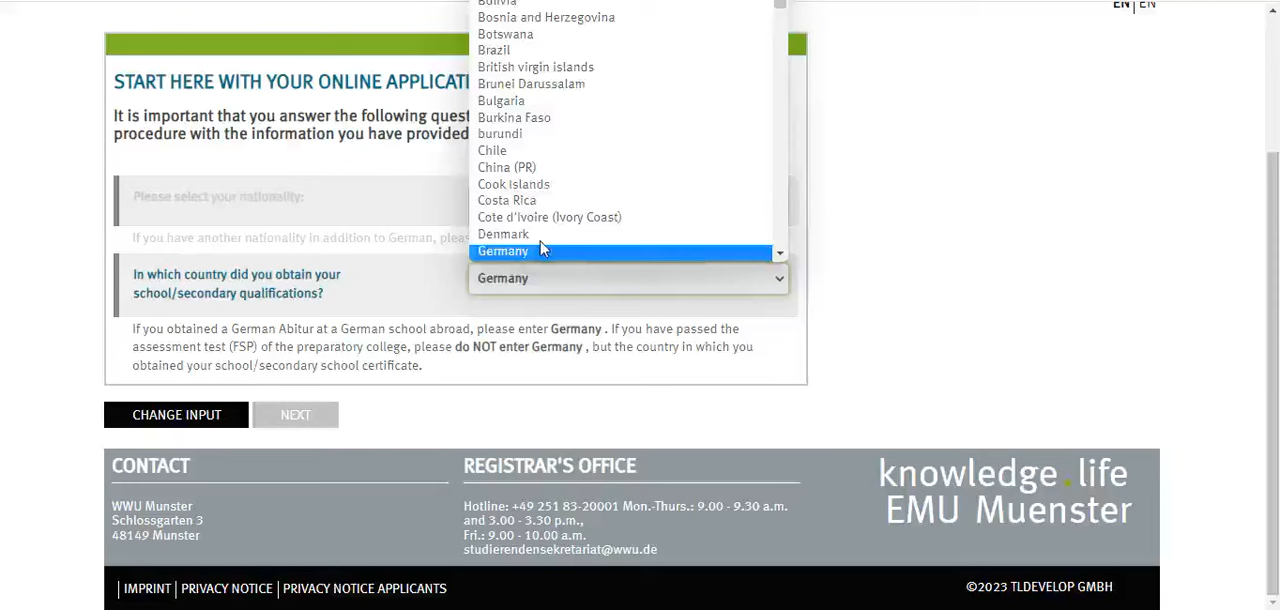 EN | EN
Bolivia
Bosnia and Herzegovina
Botswana
Brazil
British virgin islands
Brunei Darussalam
Bulgaria
Burkina Faso
burundi
Chile
China (PR)
Cook Islands
Costa Rica
Cote d'Ivoire (Ivory Coast)
Denmark
Germany
START HERE WITH YOUR ONLINE APPLICATI
It is important that you answer the following quest
procedure with the information you have provided
Please select your nationality:
If you have another nationality in addition to German, pleas
In which country did you obtain your
school/secondary qualifications?
Germany
If you obtained a German Abitur at a German school abroad, please enter Germany . If you have passed the
assessment test (FSP) of the preparatory college, please do NOT enter Germany , but the country in which you
obtained your school/secondary school certificate.
CHANGE INPUT
NEXT
CONTACT
WWU Munster
Schlossgarten 3
48149 Munster
REGISTRAR'S OFFICE
Hotline: +49 251 83-20001 Mon.-Thurs.: 9.00 - 9.30 a.m.
and 3.00 - 3.30 p.m.,
Fri.: 9.00 - 10.00 a.m.
studierendensekretariat@wwu.de
knowledge.life
EMU Muenster
| IMPRINT | PRIVACY NOTICE | PRIVACY NOTICE APPLICANTS
©2023 TLDEVELOP GMBH